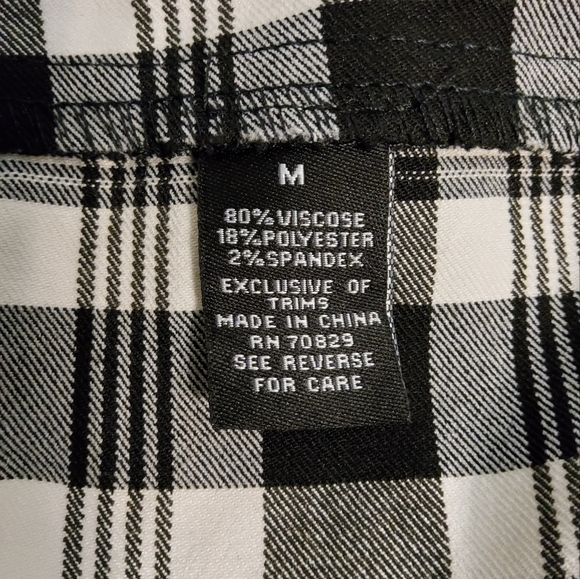 M
80% VISCOSE
18% POLYESTER
2% SPANDEX
EXCLUSIVE OF
TRIMS
MADE IN CHINA
RN 70829
SEE REVERSE
FOR CARE